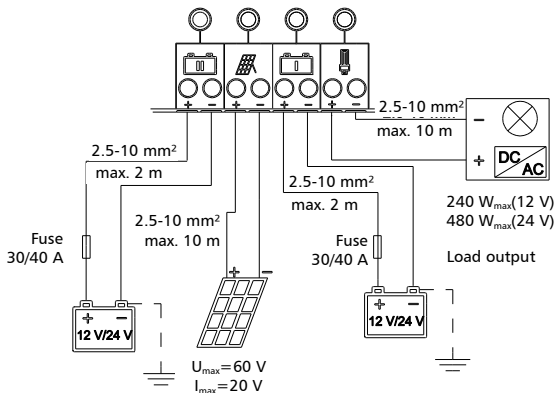 II
I
+ − + − + − + −
2.5-10 mm²
max. 10 m
−
+
DC
AC
2.5-10 mm²
max. 2 m
2.5-10 mm²
max. 2 m
240 Wmax(12 V)
480 Wmax(24 V)
2.5-10 mm²
max. 10 m
Fuse
30/40 A
Fuse
30/40 A
Load output
+ −
+ −
12 V/24 V
+ −
12 V/24 V
Umax=60 V
Imax=20 V